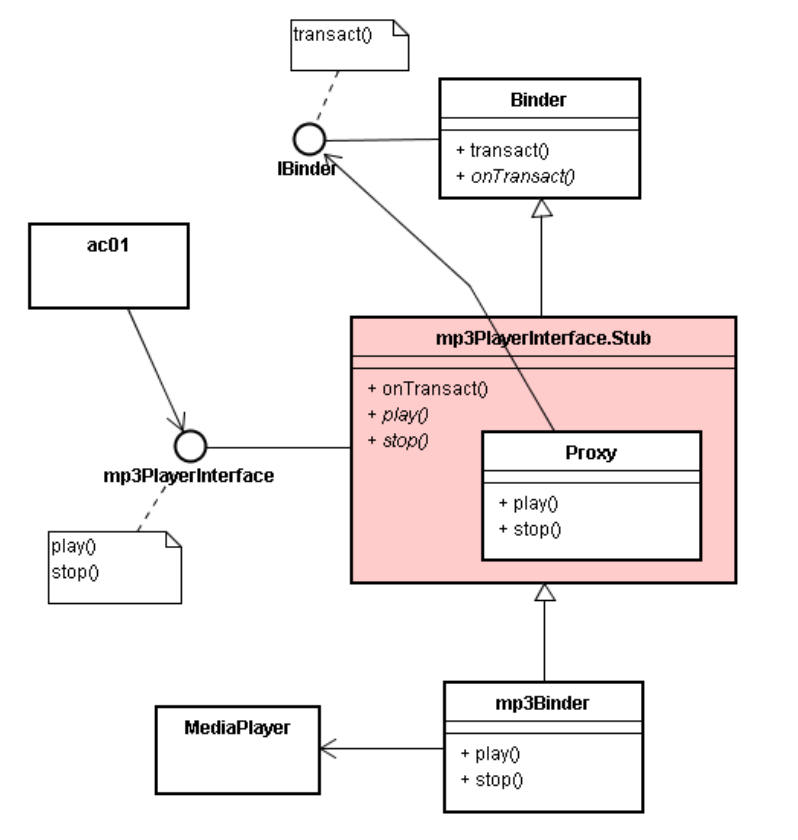 transact()
Binder
+ transact()
+ onTransact()
IBinder
ac01
mp3PlayerInterface.Stub
+ onTransact()
+ play()
+ stop()
Proxy
+ play()
+ stop()
mp3PlayerInterface
play()
stop()
mp3Binder
+ play()
+ stop()
MediaPlayer